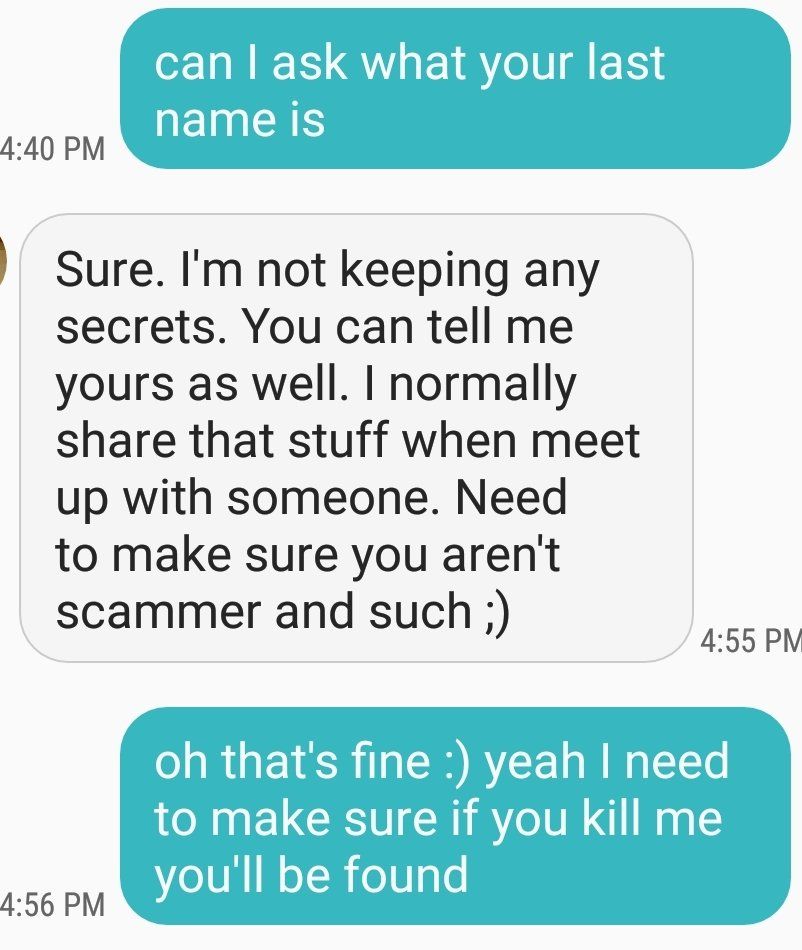 can I ask what your last
name is
4:40 PM
Sure. I'm not keeping any
secrets. You can tell me
yours as well. I normally
share that stuff when meet
up with someone. Need
to make sure you aren't
scammer and such ;)
4:55 PM
oh that's fine :) yeah I need
to make sure if you kill me
you'll be found
4:56 PM